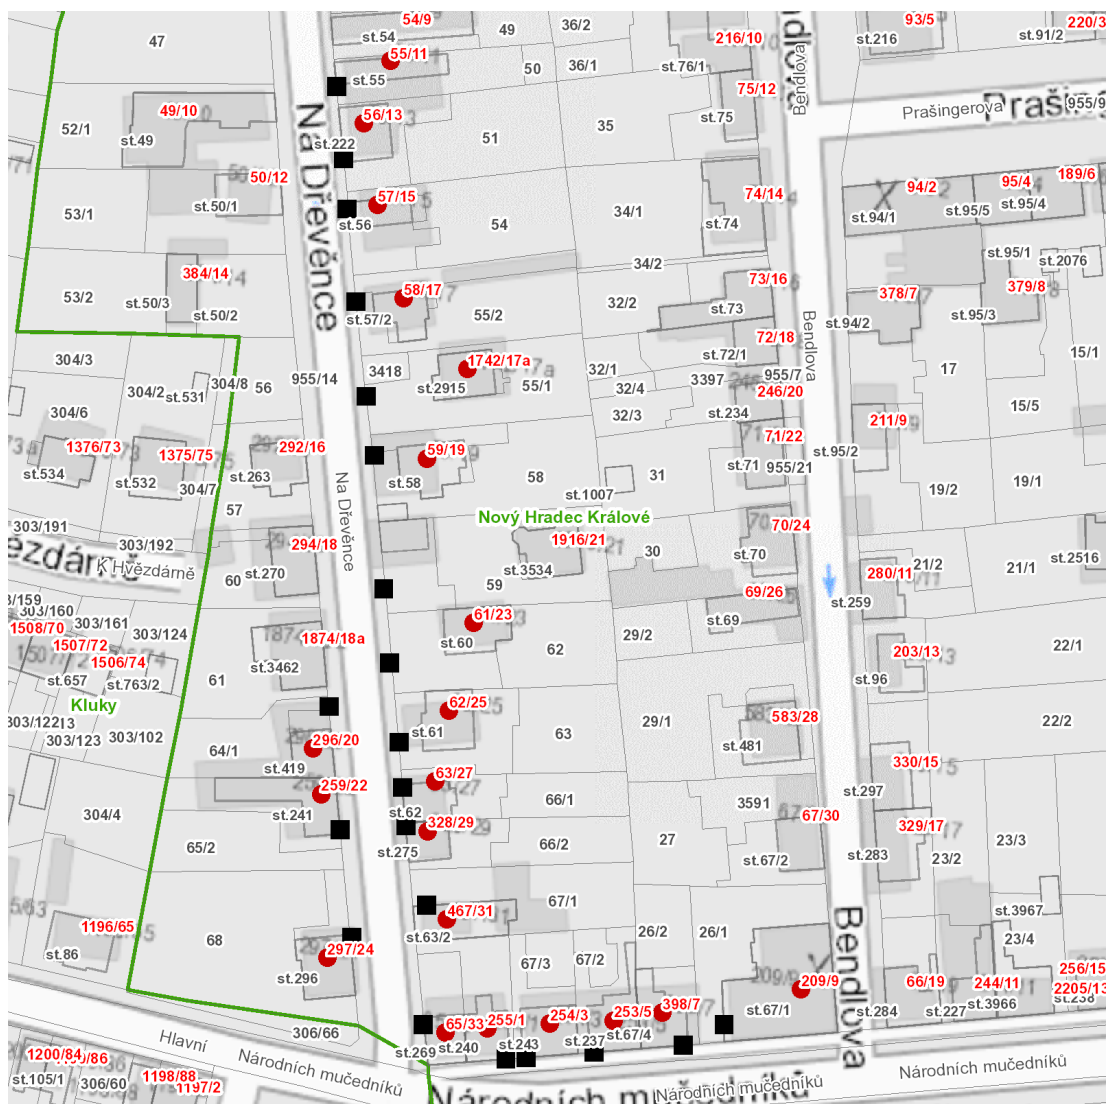 54/9
49
36/2
93/5
220/3
47
st.54
216/10
st.216
st.91/2
55/11
st.55
50
36/1
st.76/1
Bendlova
75/12
49/10
56/13
35
st.75
Prašingerova
955/9
52/1
st.49
st.222
51
Na Dřevěnce
50/12
57/15
74/14
94/2
95/4
189/6
53/1
st.50/1
st.56
54
34/1
st.74
st.94/1
st.95/5
st.95/4
384/14
34/2
73/16
st.95/1
st.2076
53/2
st.50/3
st.50/2
58/17
st.57/2
55/2
32/2
st.73
378/7
379/8
st.94/2
st.95/3
72/18
Bendlova
304/3
1742/17a
st.72/1
15/1
304/2
st.531
304/8
56
955/14
3418
st.2915
55/1
32/1
32/4
3397
955/7
246/20
17
304/6
32/3
st.234
211/9
15/5
1376/73
1375/75
292/16
59/19
71/22
st.95/2
st.534
st.532
304/7
st.263
st.58
58
st.1007
31
st.71
955/21
19/2
19/1
57
Na Dřevěnce
Nový Hradec Králové
303/191
303/192
294/18
1916/21
30
70/24
st.2516
K Hvězdárně
60
st.270
st.3534
59
st.70
280/11
21/2
21/1
303/160
69/26
st.259
1508/70
303/161
303/124
1874/18a
61/23
st.60
29/2
st.69
1507/72
1506/74
62
203/13
22/1
st.657
st.763/2
61
st.3462
st.96
Kluky
62/25
303/123
303/102
64/1
296/20
st.61
63
29/1
583/28
st.481
22/2
st.419
259/22
63/27
330/15
304/4
st.241
st.62
66/1
3591
67/30
st.297
65/2
328/29
st.275
66/2
27
st.67/2
329/17
st.283
23/2
23/3
467/31
67/1
Bendlova
st.3967
1196/65
68
297/24
st.63/2
26/2
26/1
23/4
st.86
st.296
67/3
67/2
209/9
66/19
244/11
256/15
2205/13
398/7
st.67/1
st.284
st.227
st.3966
st.238
306/66
65/33
255/1
254/3
253/5
st.67/4
Hlavní
st.269
st.240
st.243
st.237
1200/84
Národních mučedníků
st.105/1
306/60
1198/88
Národních mučedníků
Národních mučedníků
Národních mučedníků